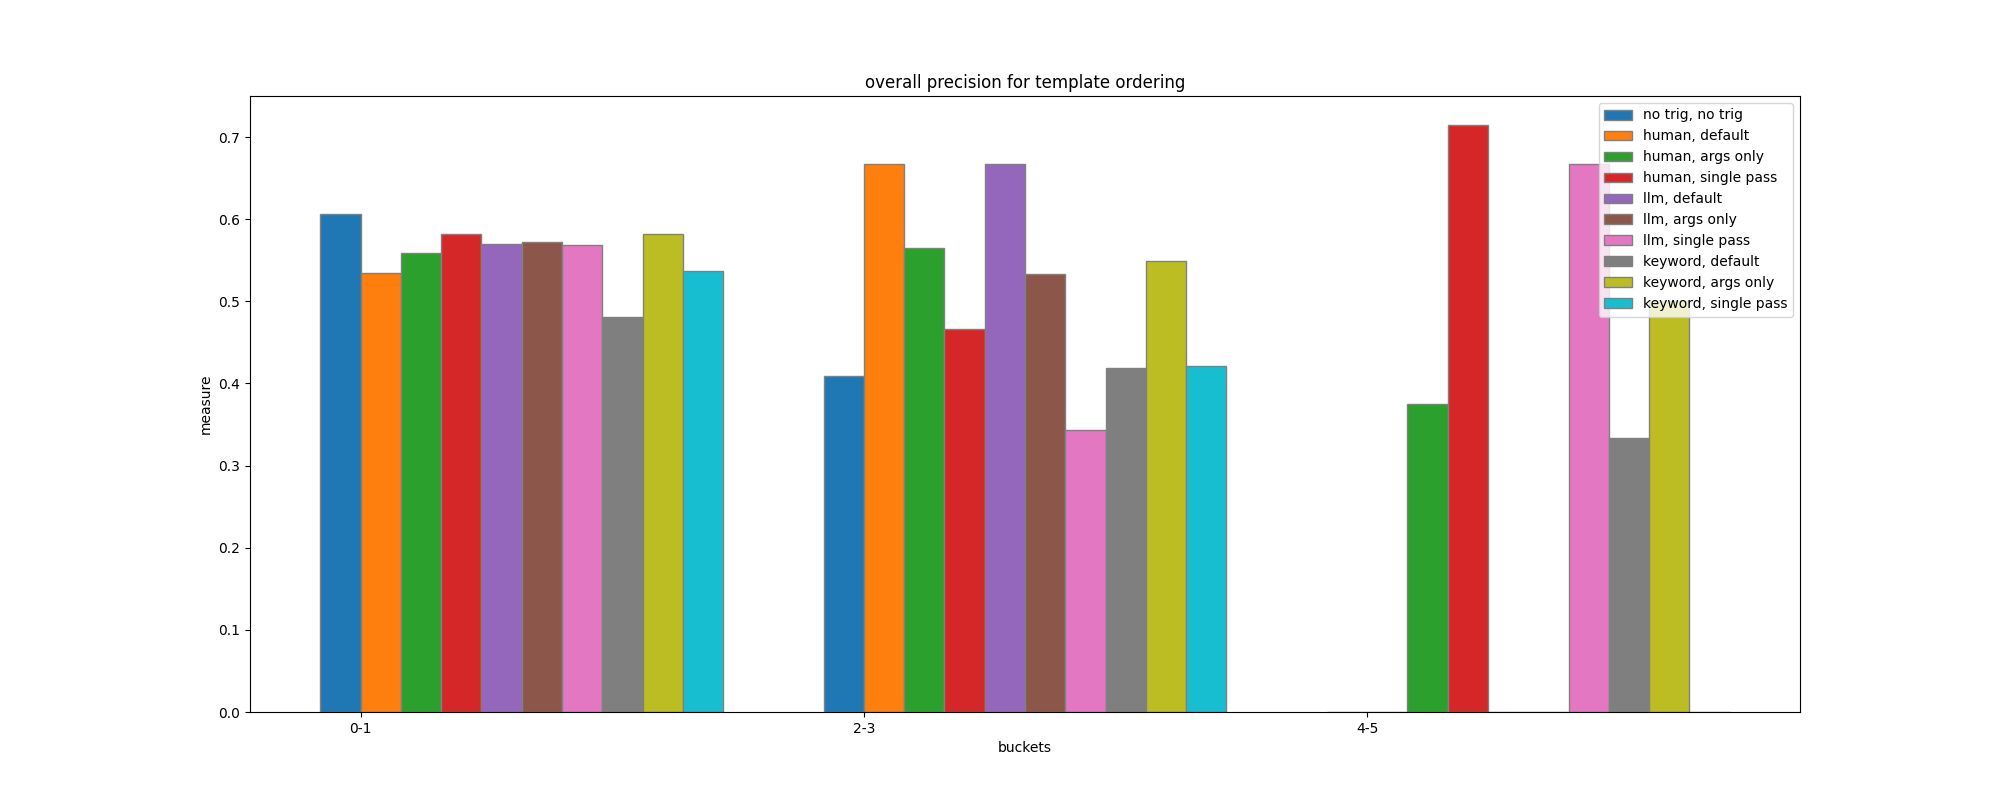 overall precision for template ordering
no trig, no trig
human, default
human, args only
human, single pass
llm, default
llm, args only
llm, single pass
keyword, default
keyword, args only
keyword, single pass
measure
0.7
0.6
0.5
0.4
0.3
0.2
0.1
0.0
0-1
2-3
4-5
buckets